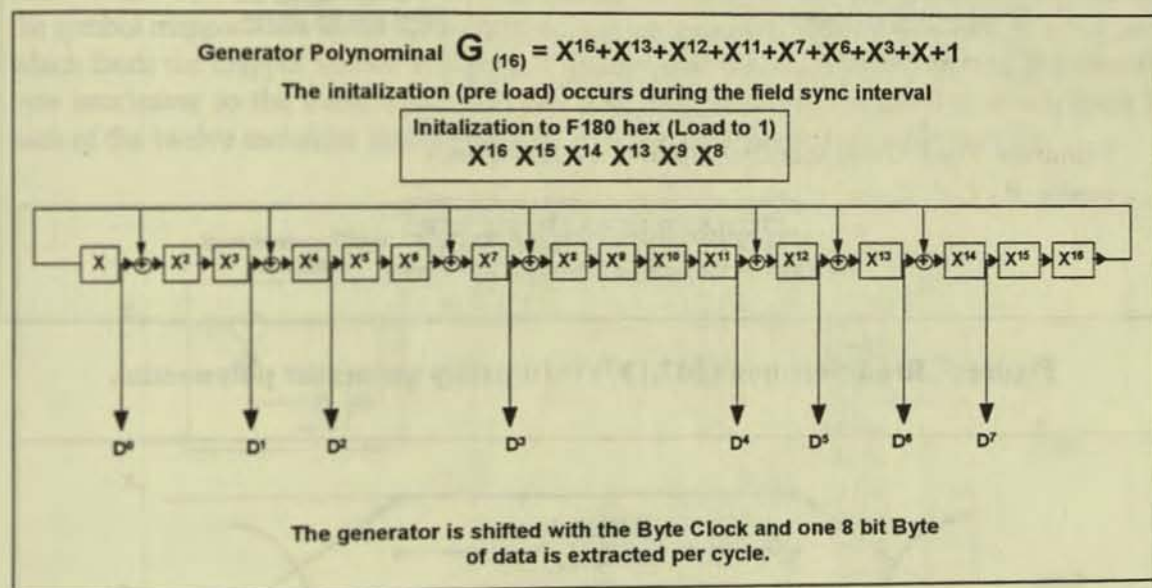 Generator Polynominal G (16) = X¹⁶+X¹³+X¹²+X¹¹+X⁷+X⁶+X³+X+1
The initalization (pre load) occurs during the field sync interval
Initalization to F180 hex (Load to 1)
X¹⁶ X¹⁵ X¹⁴ X¹³ X⁹ X⁸
X X² X³ X⁴ X⁵ X⁶ X⁷ X⁸ X⁹ X¹⁰ X¹¹ X¹² X¹³ X¹⁴ X¹⁵ X¹⁶
D⁰ D¹ D² D³ D⁴ D⁵ D⁶ D⁷
The generator is shifted with the Byte Clock and one 8 bit Byte
of data is extracted per cycle.